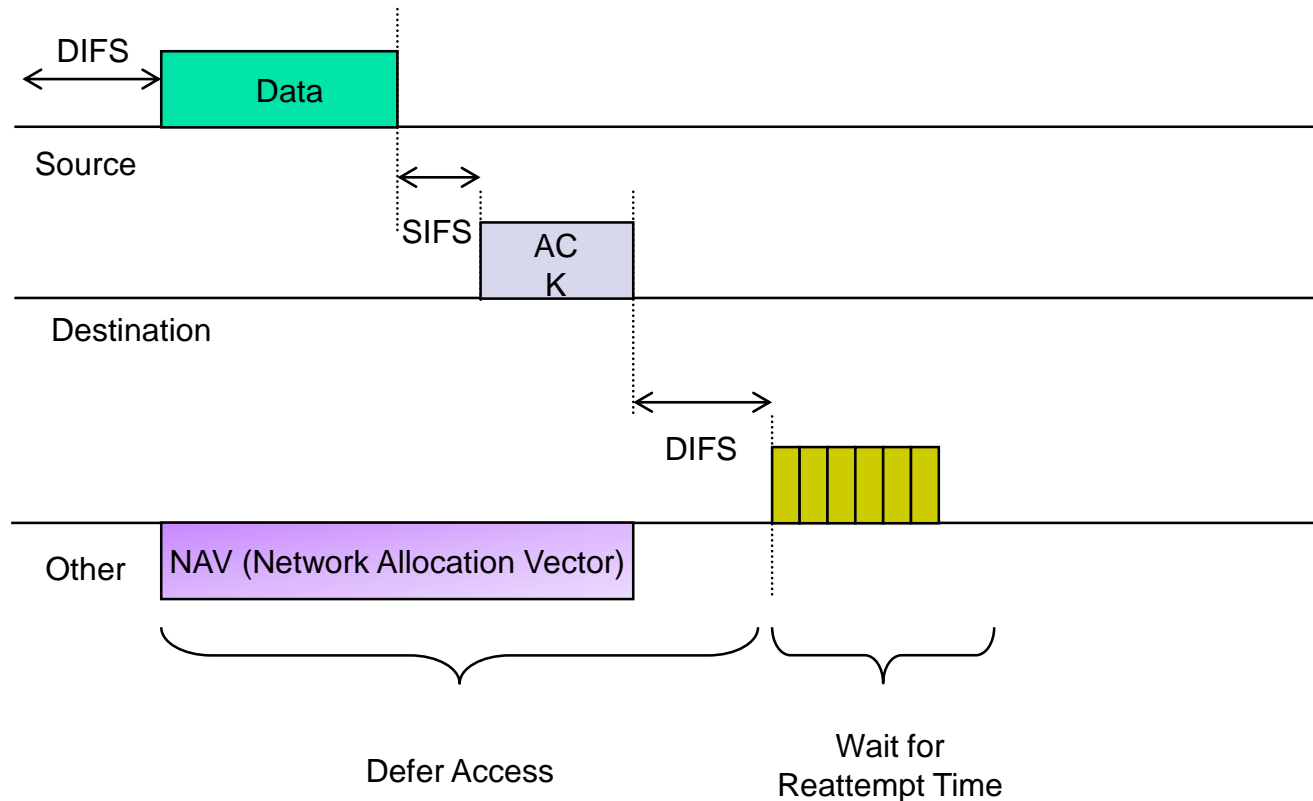 DIFS
Data
Source
SIFS
AC
K
Destination
DIFS
Other
NAV (Network Allocation Vector)
Defer Access
Wait for
Reattempt Time